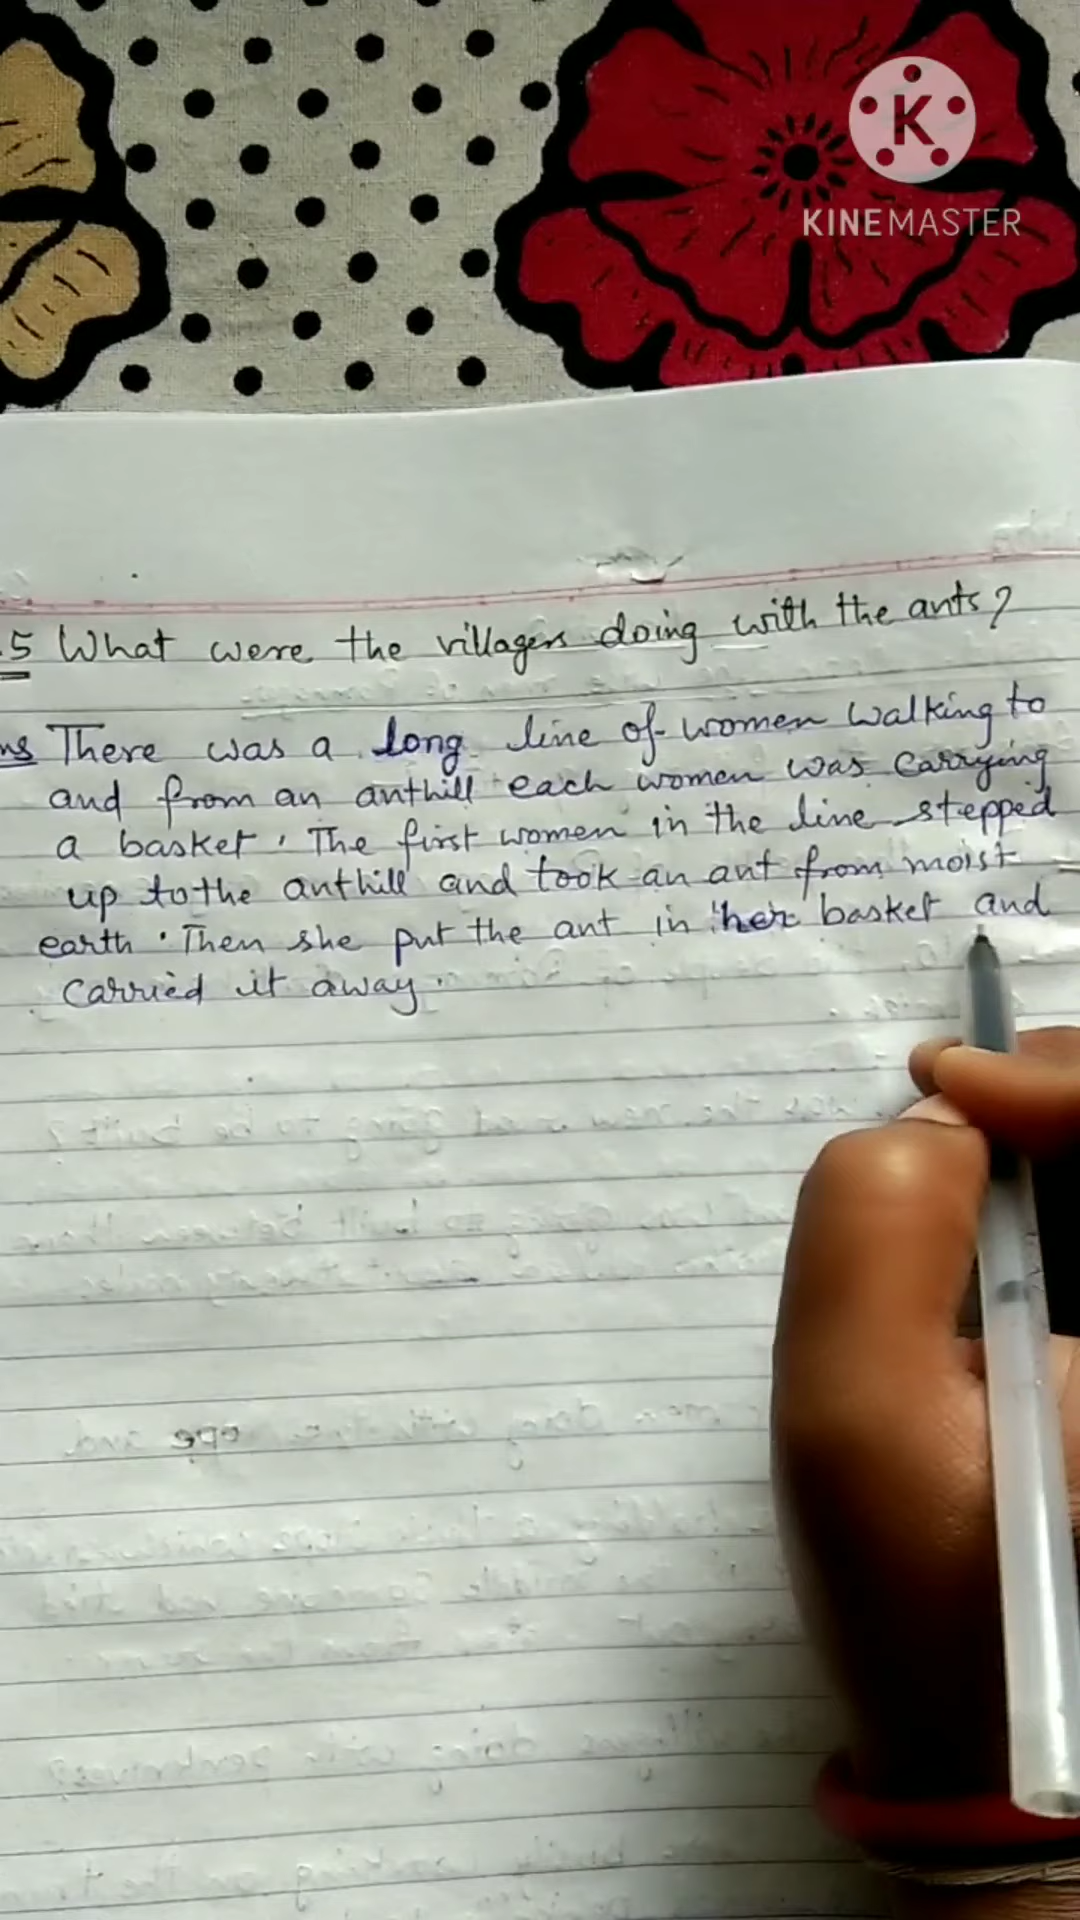 K
KINEMASTER
.5 What were the villagers doing with the ants?
ns There was a long line of women walking to
and from an anthill each women was carrying
a basket. The first women in the line stepped
up to the anthill and took an ant from moist
earth. Then she put the ant in her basket and
carried it away.